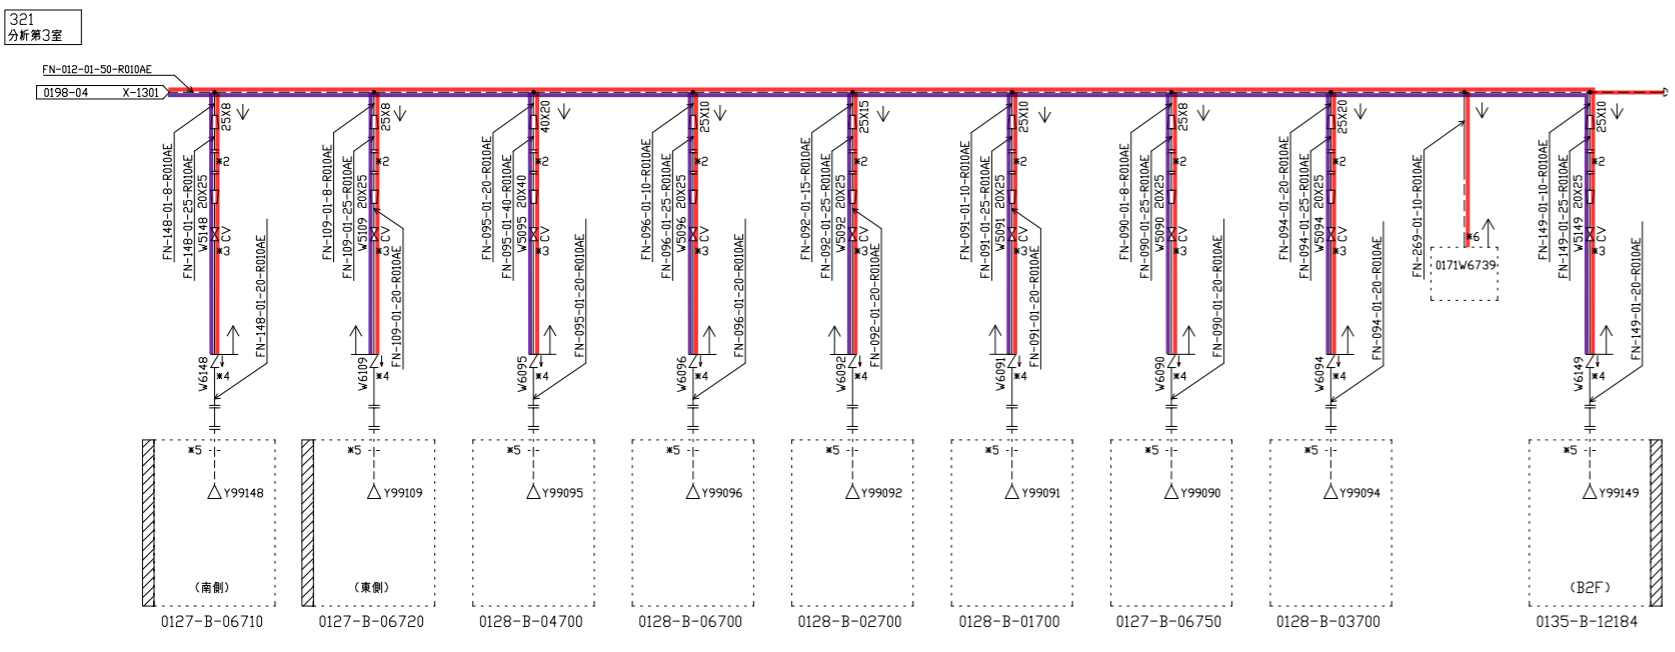 321
分析第3室
FN-012-01-50-R010AE
0198-04 X-1301
FN-148-01-8-R010AE
FN-148-01-25-R010AE
W5148 20X25
25X8
*2
CV
*3
FN-148-01-20-R010AE
W6148
*4
*5
Y99148
(南側)
0127-B-06710
FN-109-01-8-R010AE
FN-109-01-25-R010AE
W5109 20X25
25X8
*2
CV
*3
FN-109-01-20-R010AE
W6109
*4
*5
Y99109
(東側)
0127-B-06720
FN-095-01-20-R010AE
FN-095-01-40-R010AE
W5095 20X40
40X20
*2
CV
*3
FN-095-01-20-R010AE
W6095
*4
*5
Y99095
0128-B-04700
FN-096-01-10-R010AE
FN-096-01-25-R010AE
W5096 20X25
25X10
*2
CV
*3
FN-096-01-20-R010AE
W6096
*4
*5
Y99096
0128-B-06700
FN-092-01-15-R010AE
FN-092-01-25-R010AE
W5092 20X25
25X15
*2
CV
*3
FN-092-01-20-R010AE
W6092
*4
*5
Y99092
0128-B-02700
FN-091-01-10-R010AE
FN-091-01-25-R010AE
W5091 20X25
25X10
*2
CV
*3
FN-091-01-20-R010AE
W6091
*4
*5
Y99091
0128-B-01700
FN-090-01-8-R010AE
FN-090-01-25-R010AE
W5090 20X25
25X8
*2
CV
*3
FN-090-01-20-R010AE
W6090
*4
*5
Y99090
0127-B-06750
FN-094-01-20-R010AE
FN-094-01-25-R010AE
W5094 20X25
25X20
*2
CV
*3
FN-094-01-20-R010AE
W6094
*4
*5
Y99094
0128-B-03700
FN-269-01-10-R010AE
*6
0171W6739
FN-149-01-10-R010AE
FN-149-01-25-R010AE
W5149 20X25
25X10
*2
CV
*3
FN-149-01-20-R010AE
W6149
*4
*5
Y99149
(B2F)
0135-B-12184